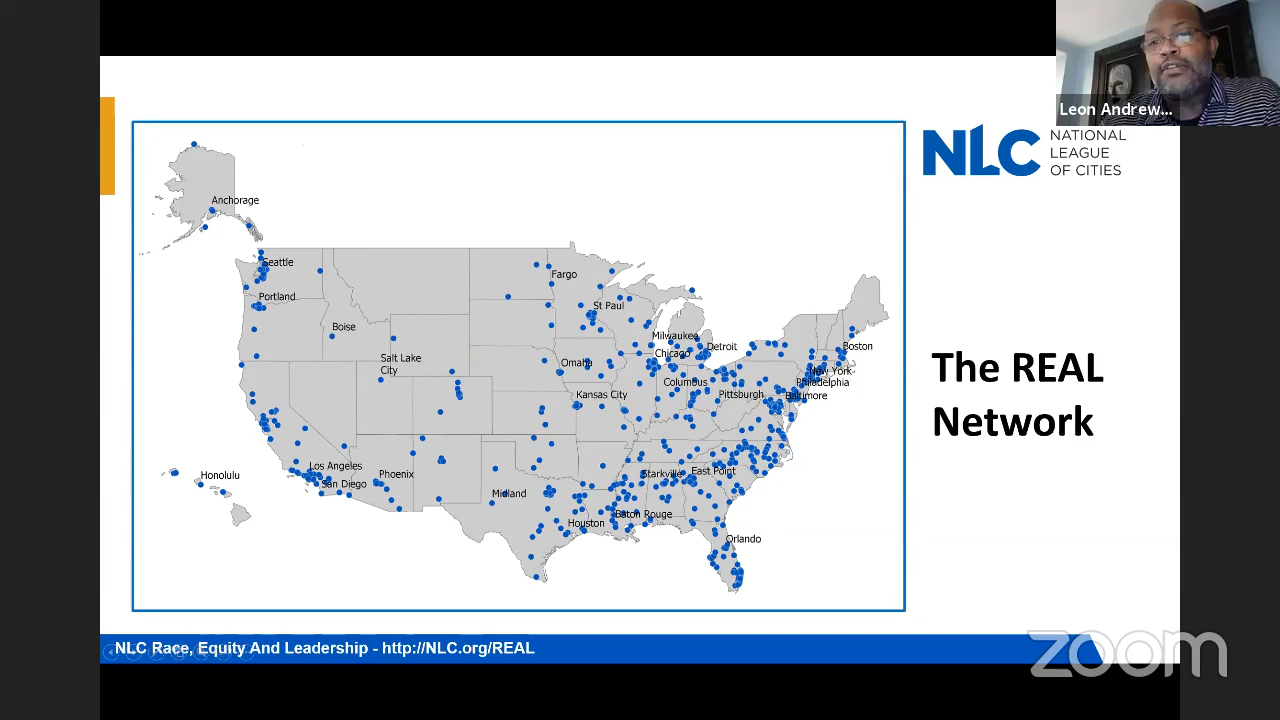 Leon Andrew...
NLC NATIONAL
LEAGUE
OF CITIES
Anchorage
Seattle
Portland
Boise
Salt Lake
City
Fargo
St Paul
Milwaukee
Chicago
Detroit
Omaha
Kansas City
Columbus
Pittsburgh
Boston
New York
Philadelphia
Baltimore
Honolulu
Los Angeles
San Diego
Phoenix
Midland
Houston
Starkville
East Point
Baton Rouge
Orlando
The REAL
Network
NLC Race, Equity And Leadership - http://NLC.org/REAL
zoom